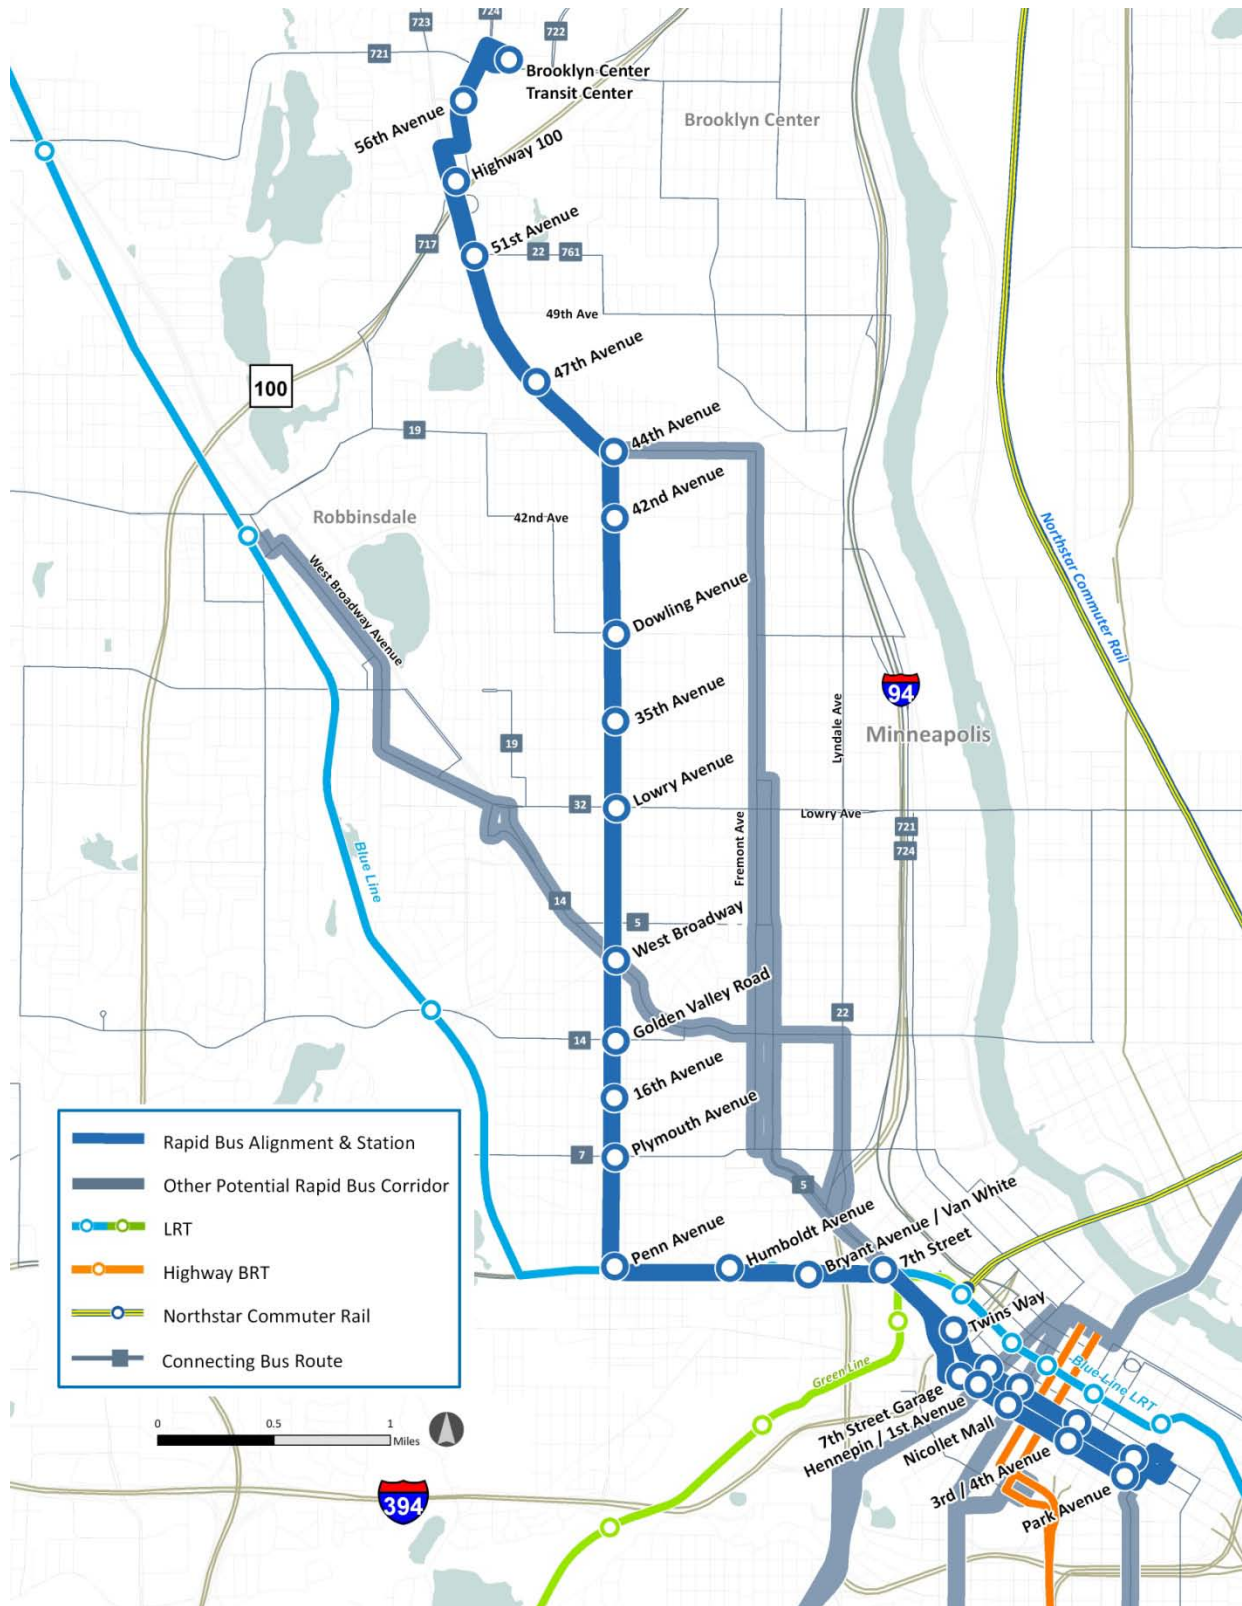 724
723
722
721
Brooklyn Center
Transit Center
56th Avenue
Brooklyn Center
Highway 100
51st Avenue
717
22
761
49th Ave
47th Avenue
100
44th Avenue
19
42nd Avenue
42nd Ave
Robbinsdale
Northstar Commuter Rail
West Broadway Avenue
Dowling Avenue
94
35th Avenue
Lyndale Ave
Minneapolis
19
Lowry Avenue
32
Lowry Ave
721
724
Fremont Ave
Blue Line
14
5
West Broadway
Golden Valley Road
22
14
16th Avenue
Plymouth Avenue
7
5
Rapid Bus Alignment & Station
Other Potential Rapid Bus Corridor
LRT
Highway BRT
Northstar Commuter Rail
Connecting Bus Route
Penn Avenue
Humboldt Avenue
Bryant Avenue / Van White
7th Street
Twins Way
Green Line
Blue Line LRT
7th Street Garage
Hennepin / 1st Avenue
Nicollet Mall
3rd / 4th Avenue
Park Avenue
0
0.5
1
Miles
394